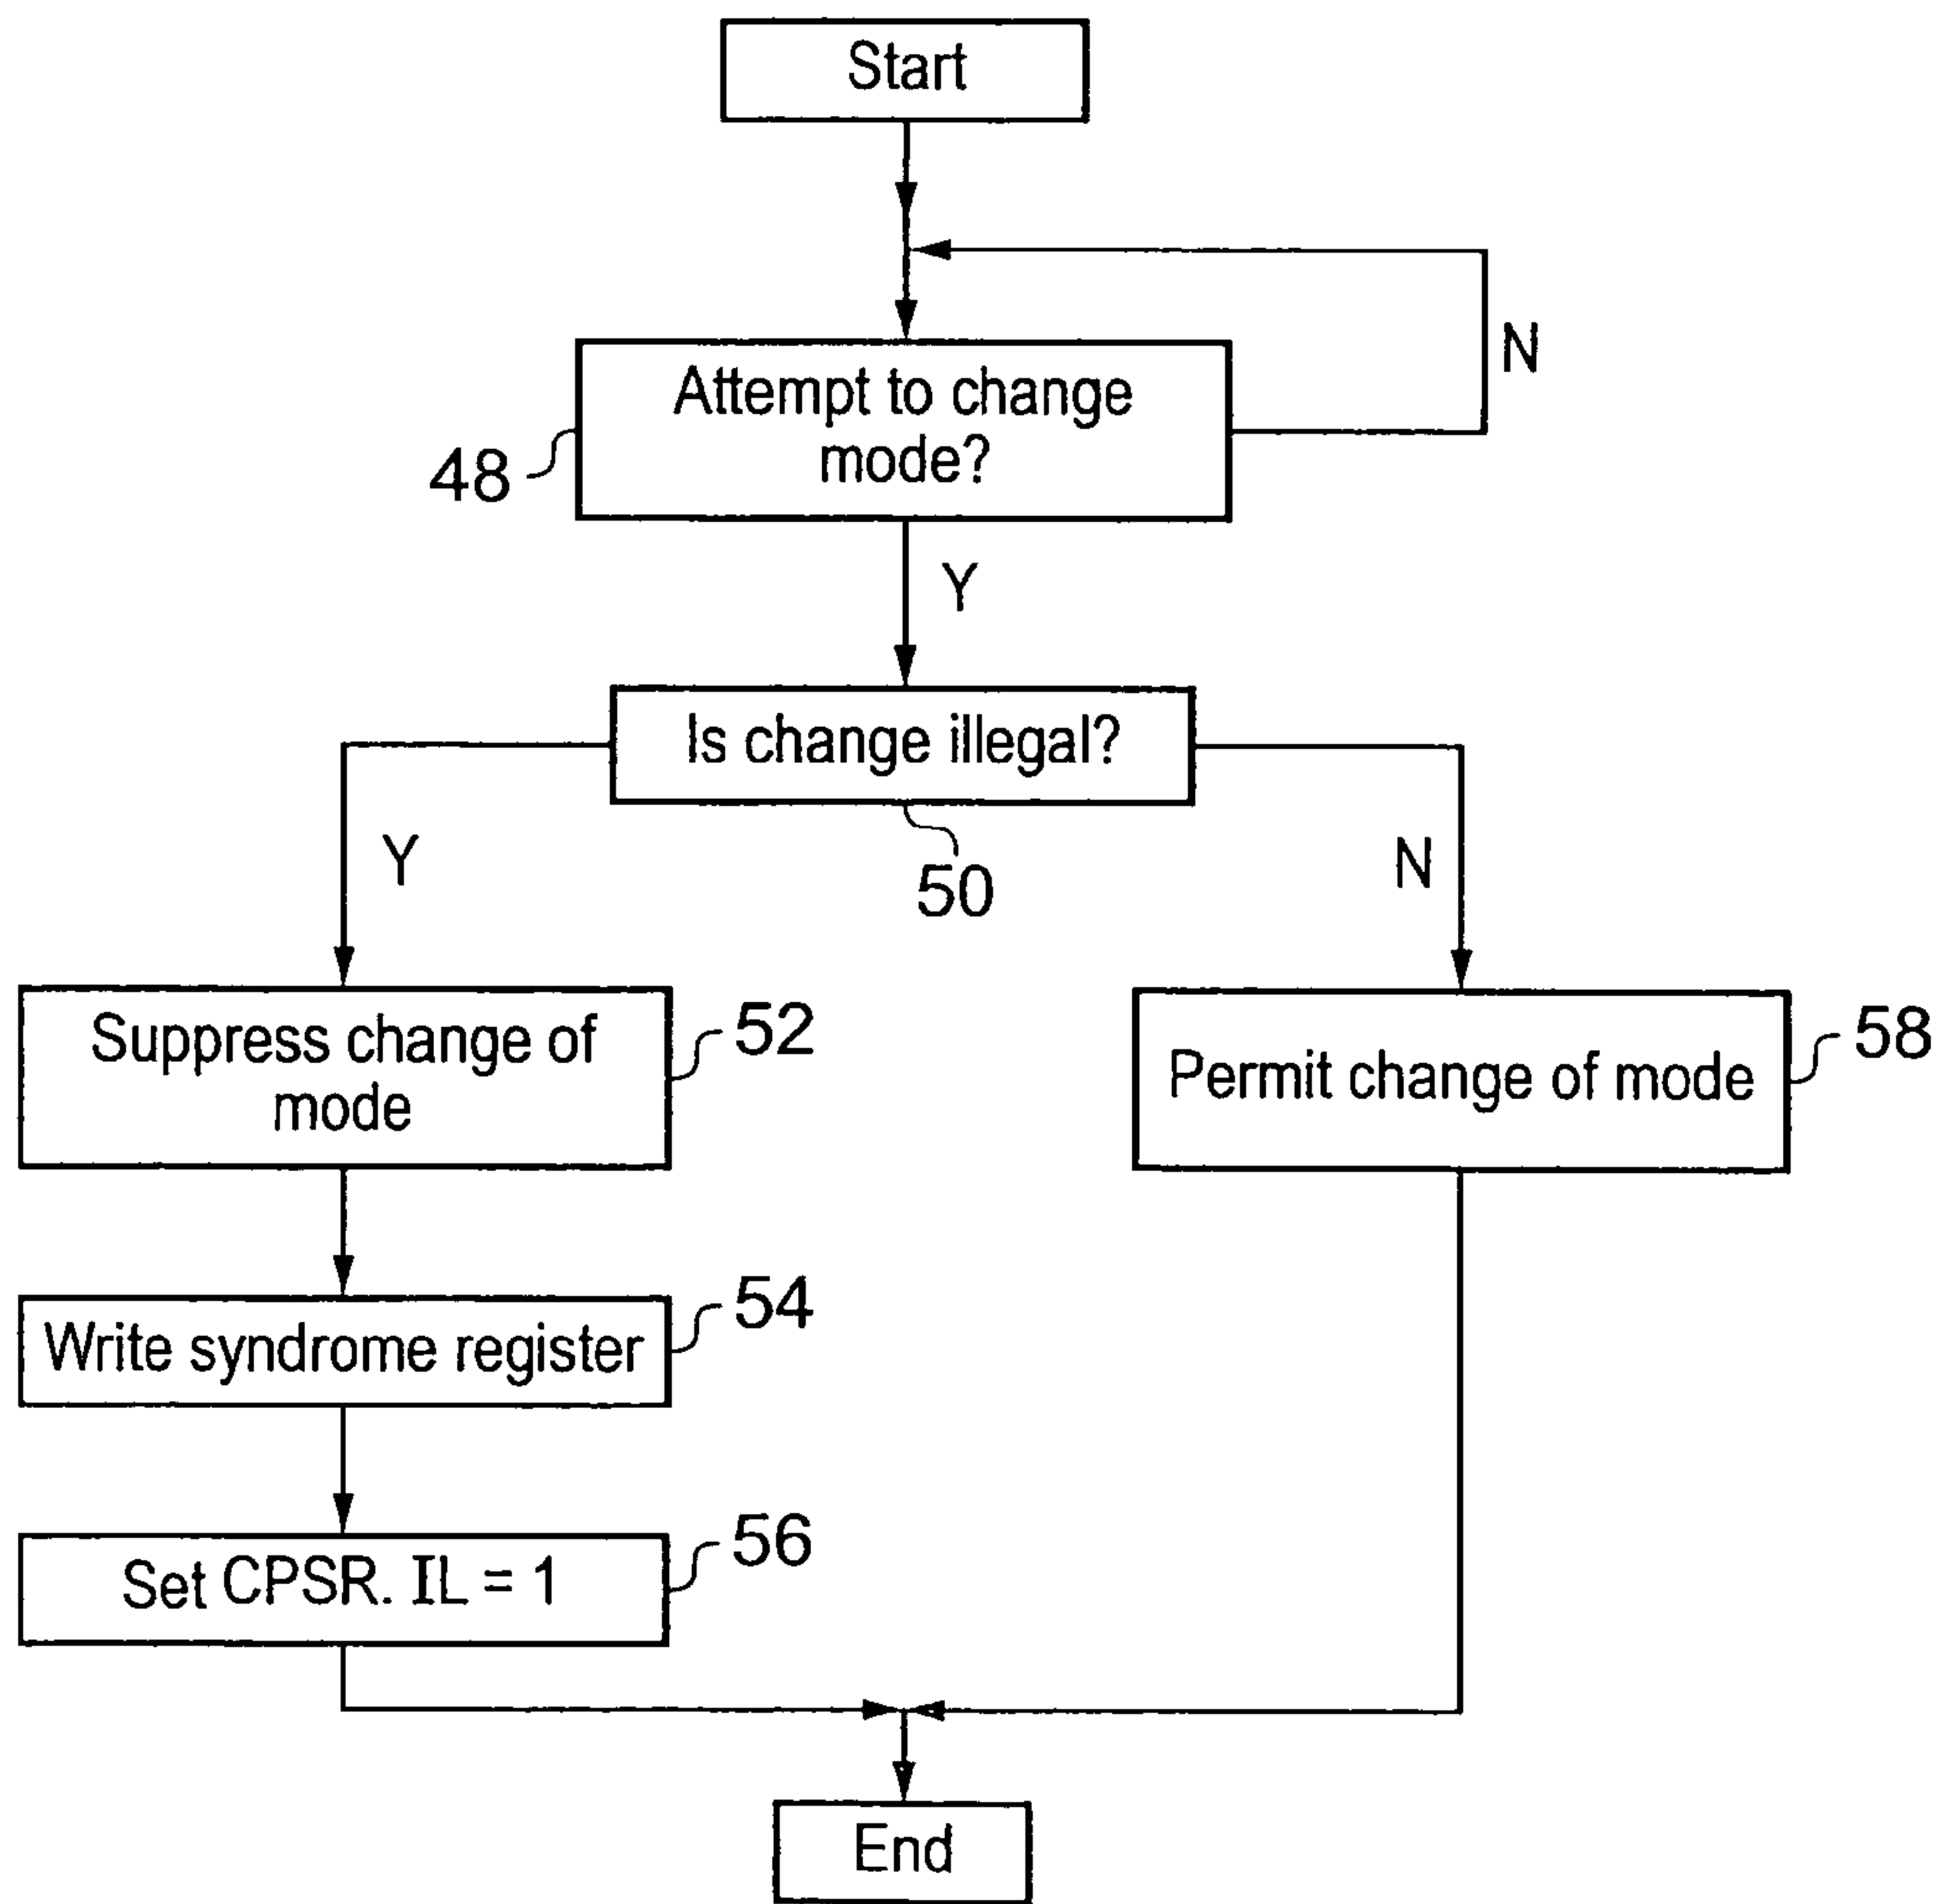 Start
N
Attempt to change
mode?
48
Y
Is change illegal?
50
Y
N
Suppress change of
mode
52
Permit change of mode
58
Write syndrome register
54
Set CPSR. IL = 1
56
End